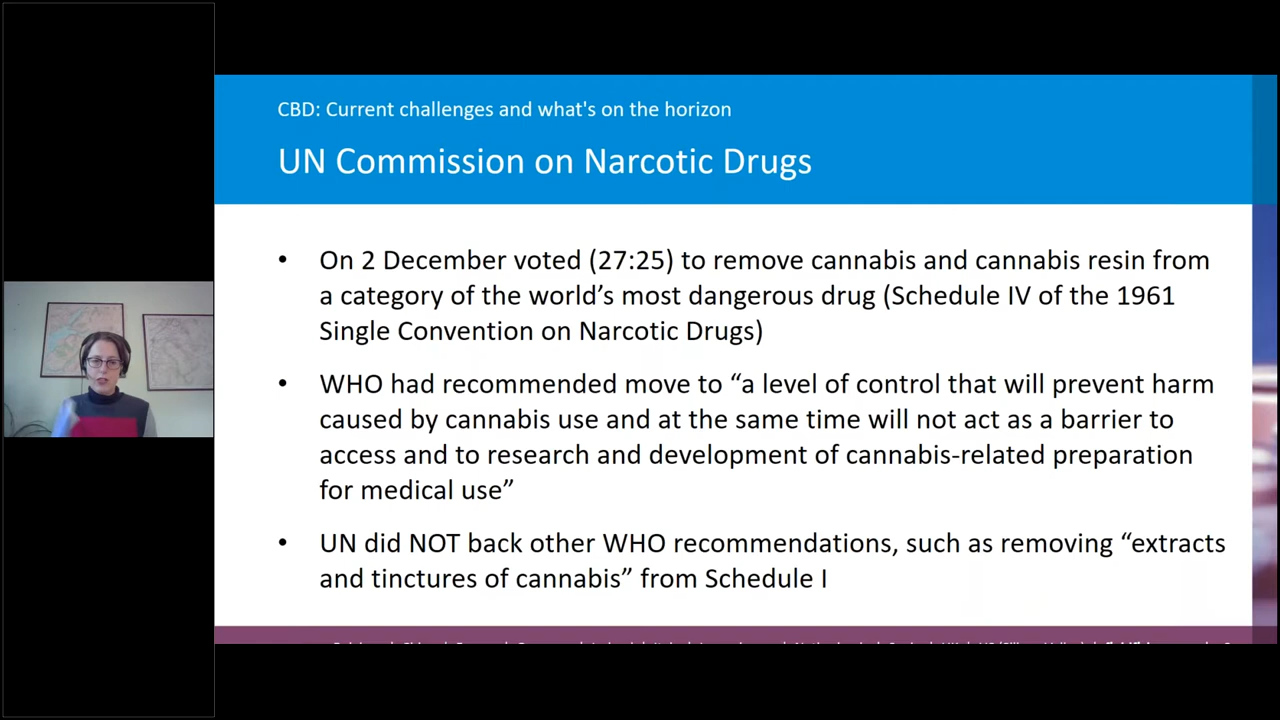 CBD: Current challenges and what's on the horizon
UN Commission on Narcotic Drugs
• On 2 December voted (27:25) to remove cannabis and cannabis resin from
a category of the world’s most dangerous drug (Schedule IV of the 1961
Single Convention on Narcotic Drugs)
• WHO had recommended move to “a level of control that will prevent harm
caused by cannabis use and at the same time will not act as a barrier to
access and to research and development of cannabis-related preparation
for medical use”
• UN did NOT back other WHO recommendations, such as removing “extracts
and tinctures of cannabis” from Schedule I